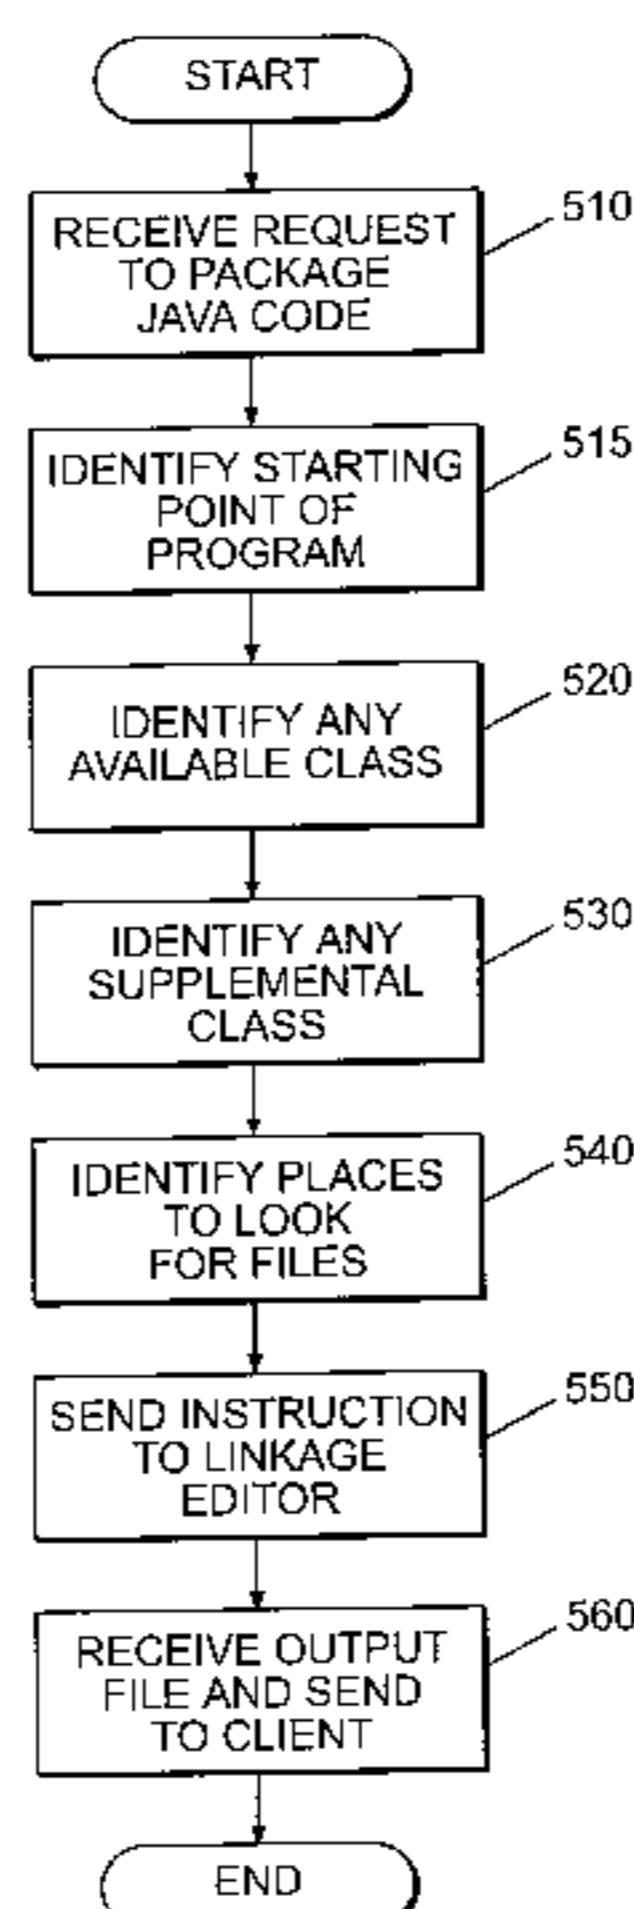 START
RECEIVE REQUEST
TO PACKAGE
JAVA CODE
510
IDENTIFY STARTING
POINT OF
PROGRAM
515
IDENTIFY ANY
AVAILABLE CLASS
520
IDENTIFY ANY
SUPPLEMENTAL
CLASS
530
IDENTIFY PLACES
TO LOOK
FOR FILES
540
SEND INSTRUCTION
TO LINKAGE
EDITOR
550
RECEIVE OUTPUT
FILE AND SEND
TO CLIENT
560
END